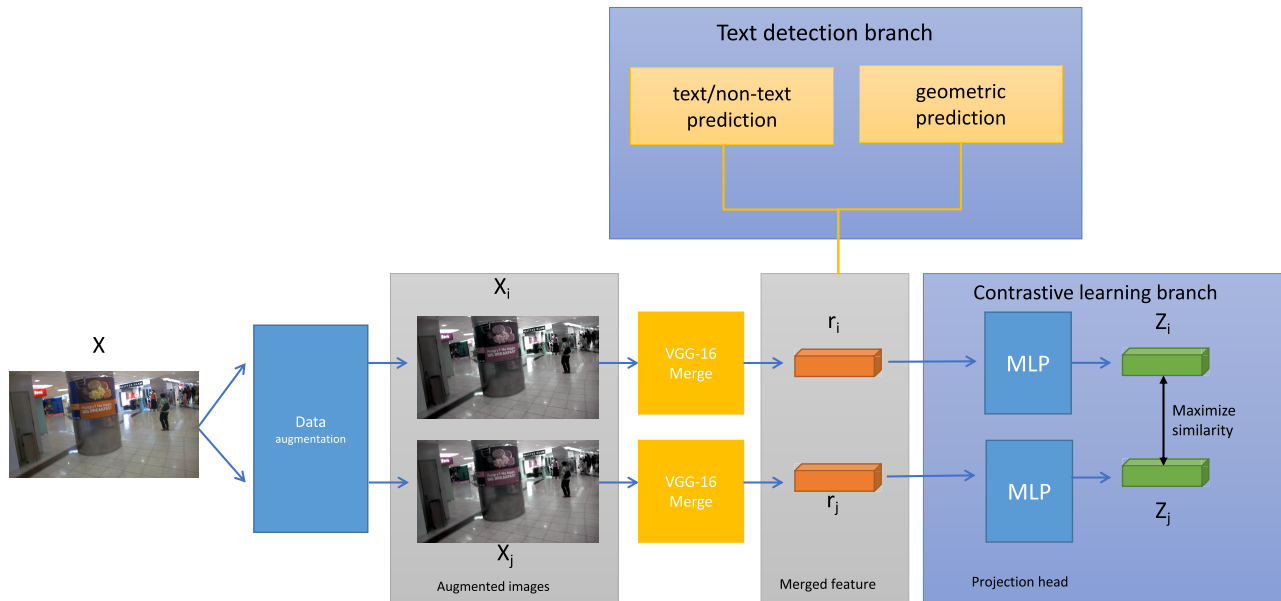 Text detection branch
text/non-text
prediction
geometric
prediction
X
Data
augmentation
Xi
Xj
Augmented images
VGG-16
Merge
VGG-16
Merge
ri
rj
Merged feature
Contrastive learning branch
MLP
MLP
Zi
Maximize
similarity
Zj
Projection head